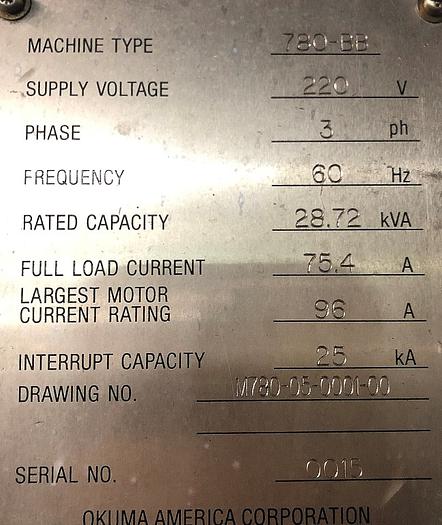 MACHINE TYPE 780-BB
SUPPLY VOLTAGE 220 V
PHASE 3 ph
FREQUENCY 60 Hz
RATED CAPACITY 28.72 kVA
FULL LOAD CURRENT 75.4 A
LARGEST MOTOR
CURRENT RATING 96 A
INTERRUPT CAPACITY 25 kA
DRAWING NO. M780-05-0001-00
SERIAL NO. 0015
OKUMA AMERICA CORPORATION